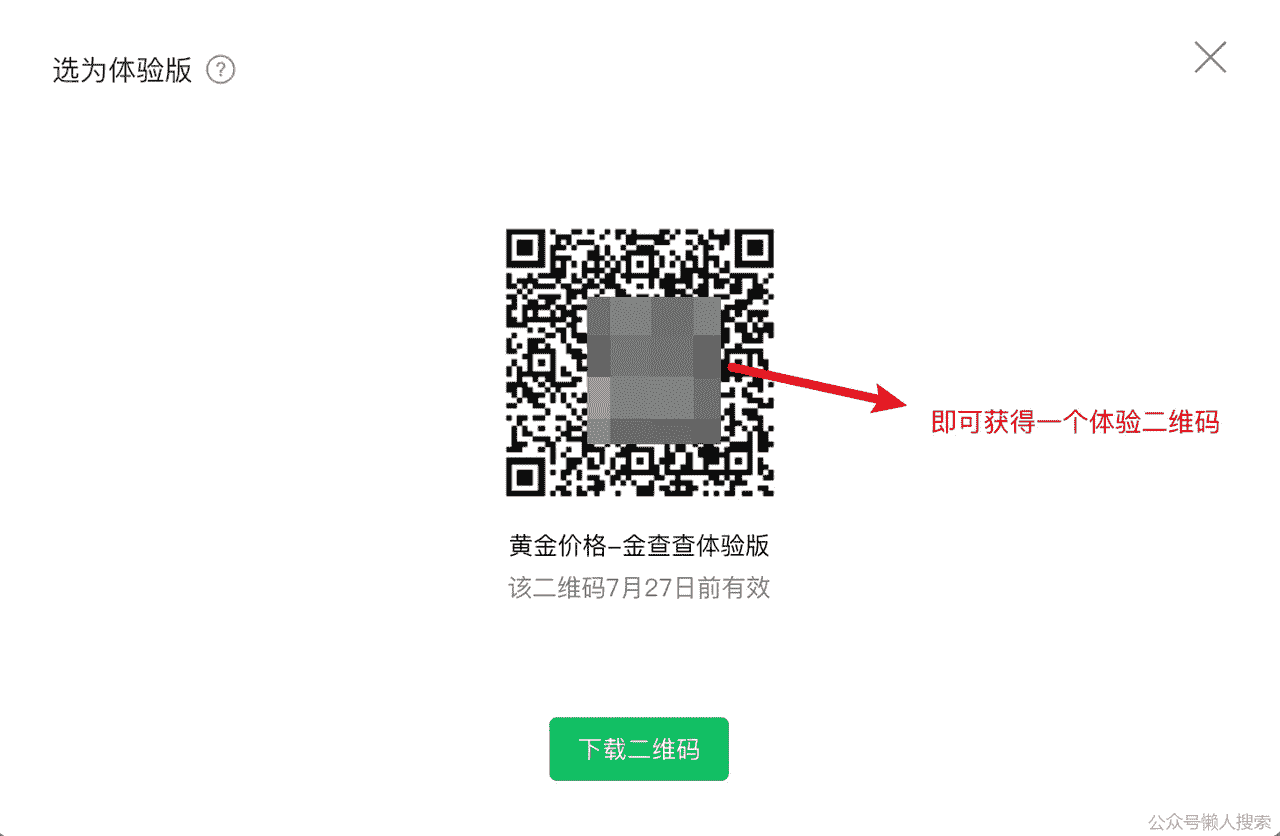 选为体验版 ?
即可获得一个体验二维码
黄金价格-金查查体验版
该二维码7月27日前有效
下载二维码
公众号懒人搜索